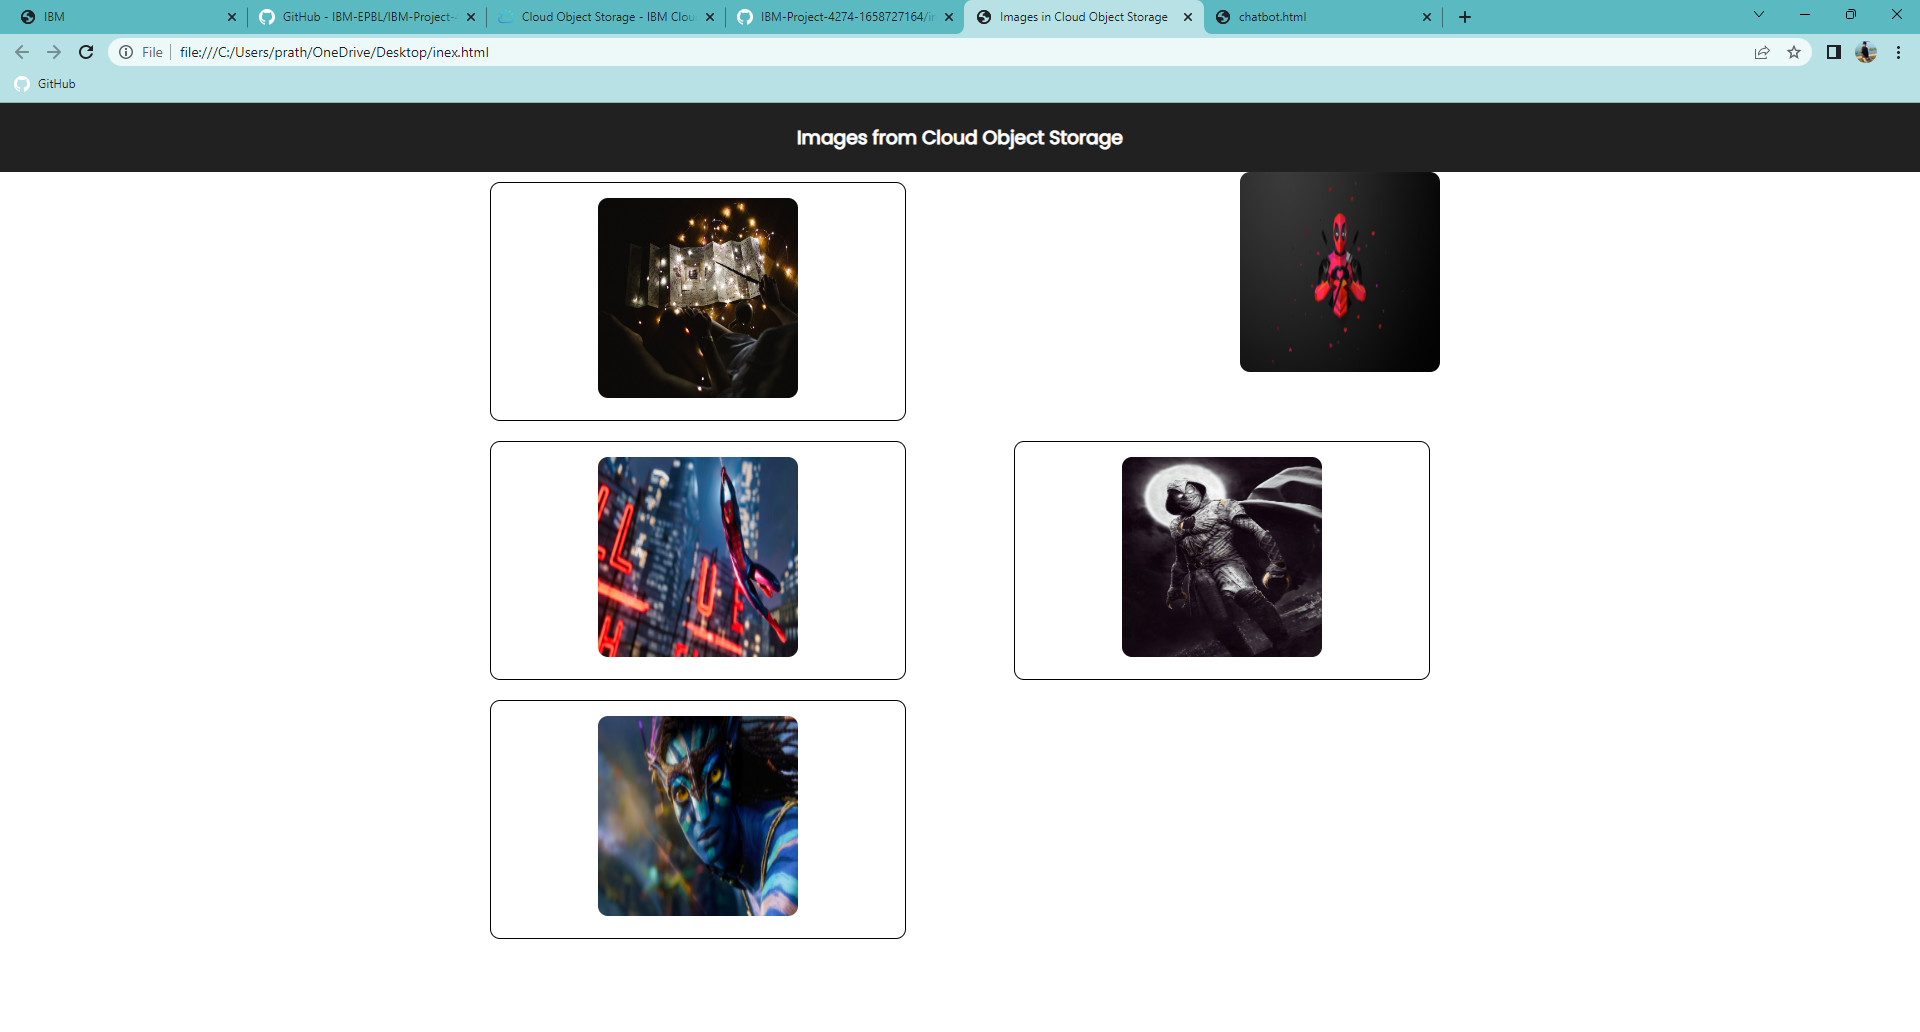 IBM
GitHub - IBM-EPBL/IBM-Project-
Cloud Object Storage - IBM Clou
IBM-Project-4274-1658727164/in
Images in Cloud Object Storage
chatbot.html
File
file:///C:/Users/prath/OneDrive/Desktop/inex.html
GitHub
Images from Cloud Object Storage